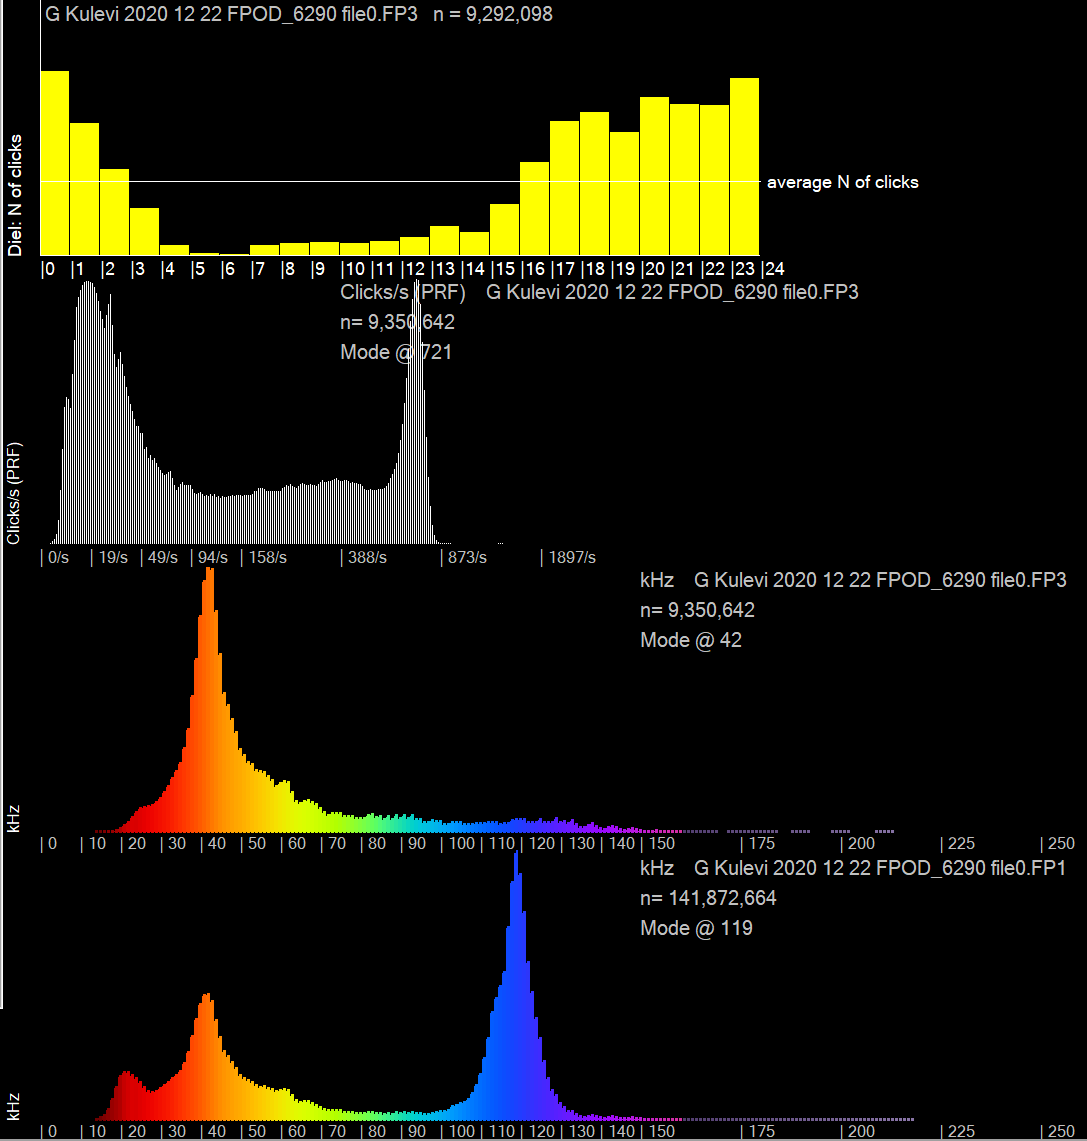 G Kulevi 2020 12 22 FPOD_6290 file0.FP3 n = 9,292,098
Diel: N of clicks
average N of clicks
|0 |1 |2 |3 |4 |5 |6 |7 |8 |9 |10 |11 |12 |13 |14 |15 |16 |17 |18 |19 |20 |21 |22 |23 |24
Clicks/s (PRF) G Kulevi 2020 12 22 FPOD_6290 file0.FP3
n= 9,350,642
Mode @ 721
Clicks/s (PRF)
| 0/s | 19/s | 49/s | 94/s | 158/s | 388/s | 873/s | 1897/s
kHz G Kulevi 2020 12 22 FPOD_6290 file0.FP3
n= 9,350,642
Mode @ 42
kHz
| 0 | 10 | 20 | 30 | 40 | 50 | 60 | 70 | 80 | 90 | 100 | 110 | 120 | 130 | 140 | 150 | 175 | 200 | 225 | 250
kHz G Kulevi 2020 12 22 FPOD_6290 file0.FP1
n= 141,872,664
Mode @ 119
kHz
| 0 | 10 | 20 | 30 | 40 | 50 | 60 | 70 | 80 | 90 | 100 | 110 | 120 | 130 | 140 | 150 | 175 | 200 | 225 | 250